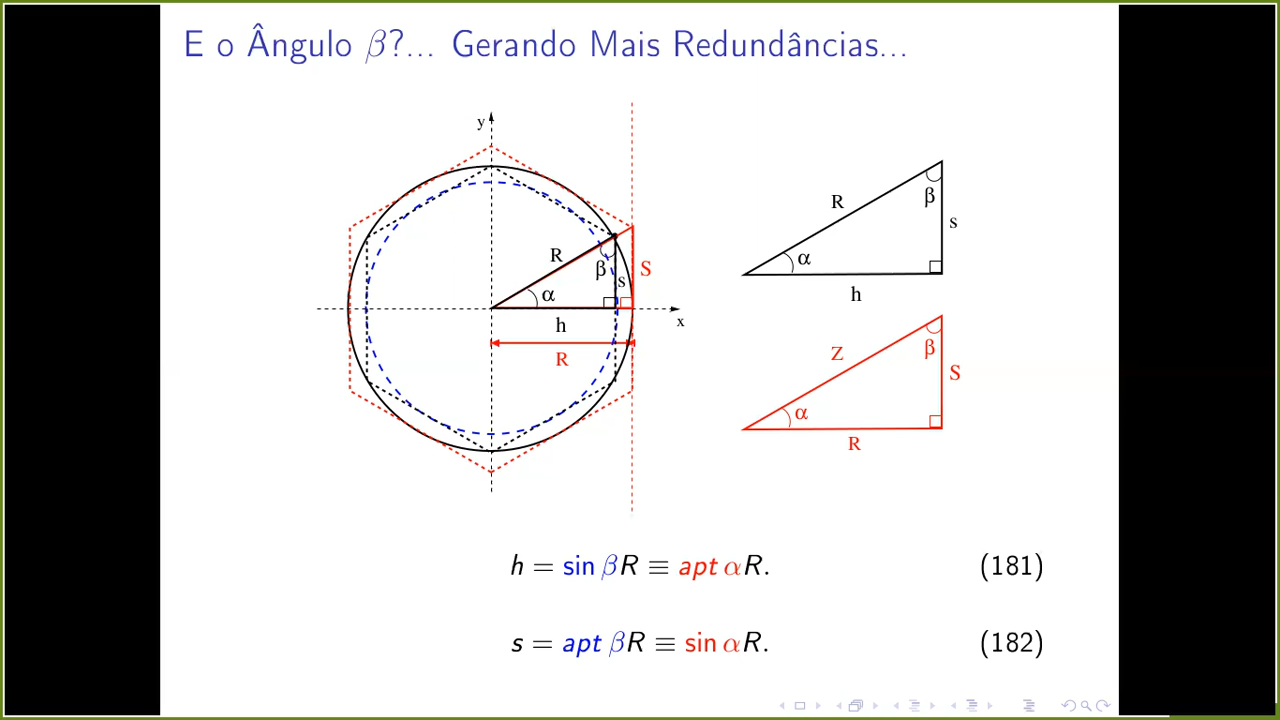 E o Ângulo β?... Gerando Mais Redundâncias...
y
R
β
s
S
α
h
x
R
R
β
s
α
h
Z
β
S
α
R
h = sin βR ≡ apt αR. (181)
s = apt βR ≡ sin αR. (182)